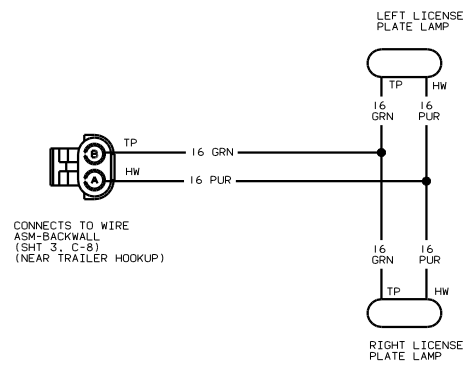 LEFT LICENSE
PLATE LAMP
TP HW
16 GRN 16 PUR
TP
B 16 GRN
HW
A 16 PUR
CONNECTS TO WIRE
ASM-BACKWALL
(SHT 3, C-8)
(NEAR TRAILER HOOKUP)
16 GRN 16 PUR
TP HW
RIGHT LICENSE
PLATE LAMP